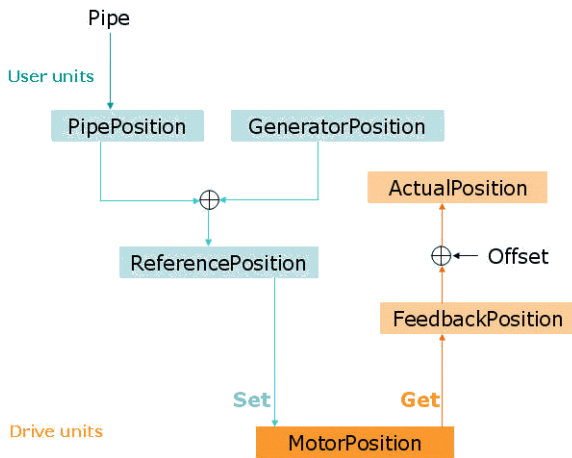 Pipe
User units
PipePosition
GeneratorPosition
ActualPosition
ReferencePosition
Offset
FeedbackPosition
Set
Get
Drive units
MotorPosition